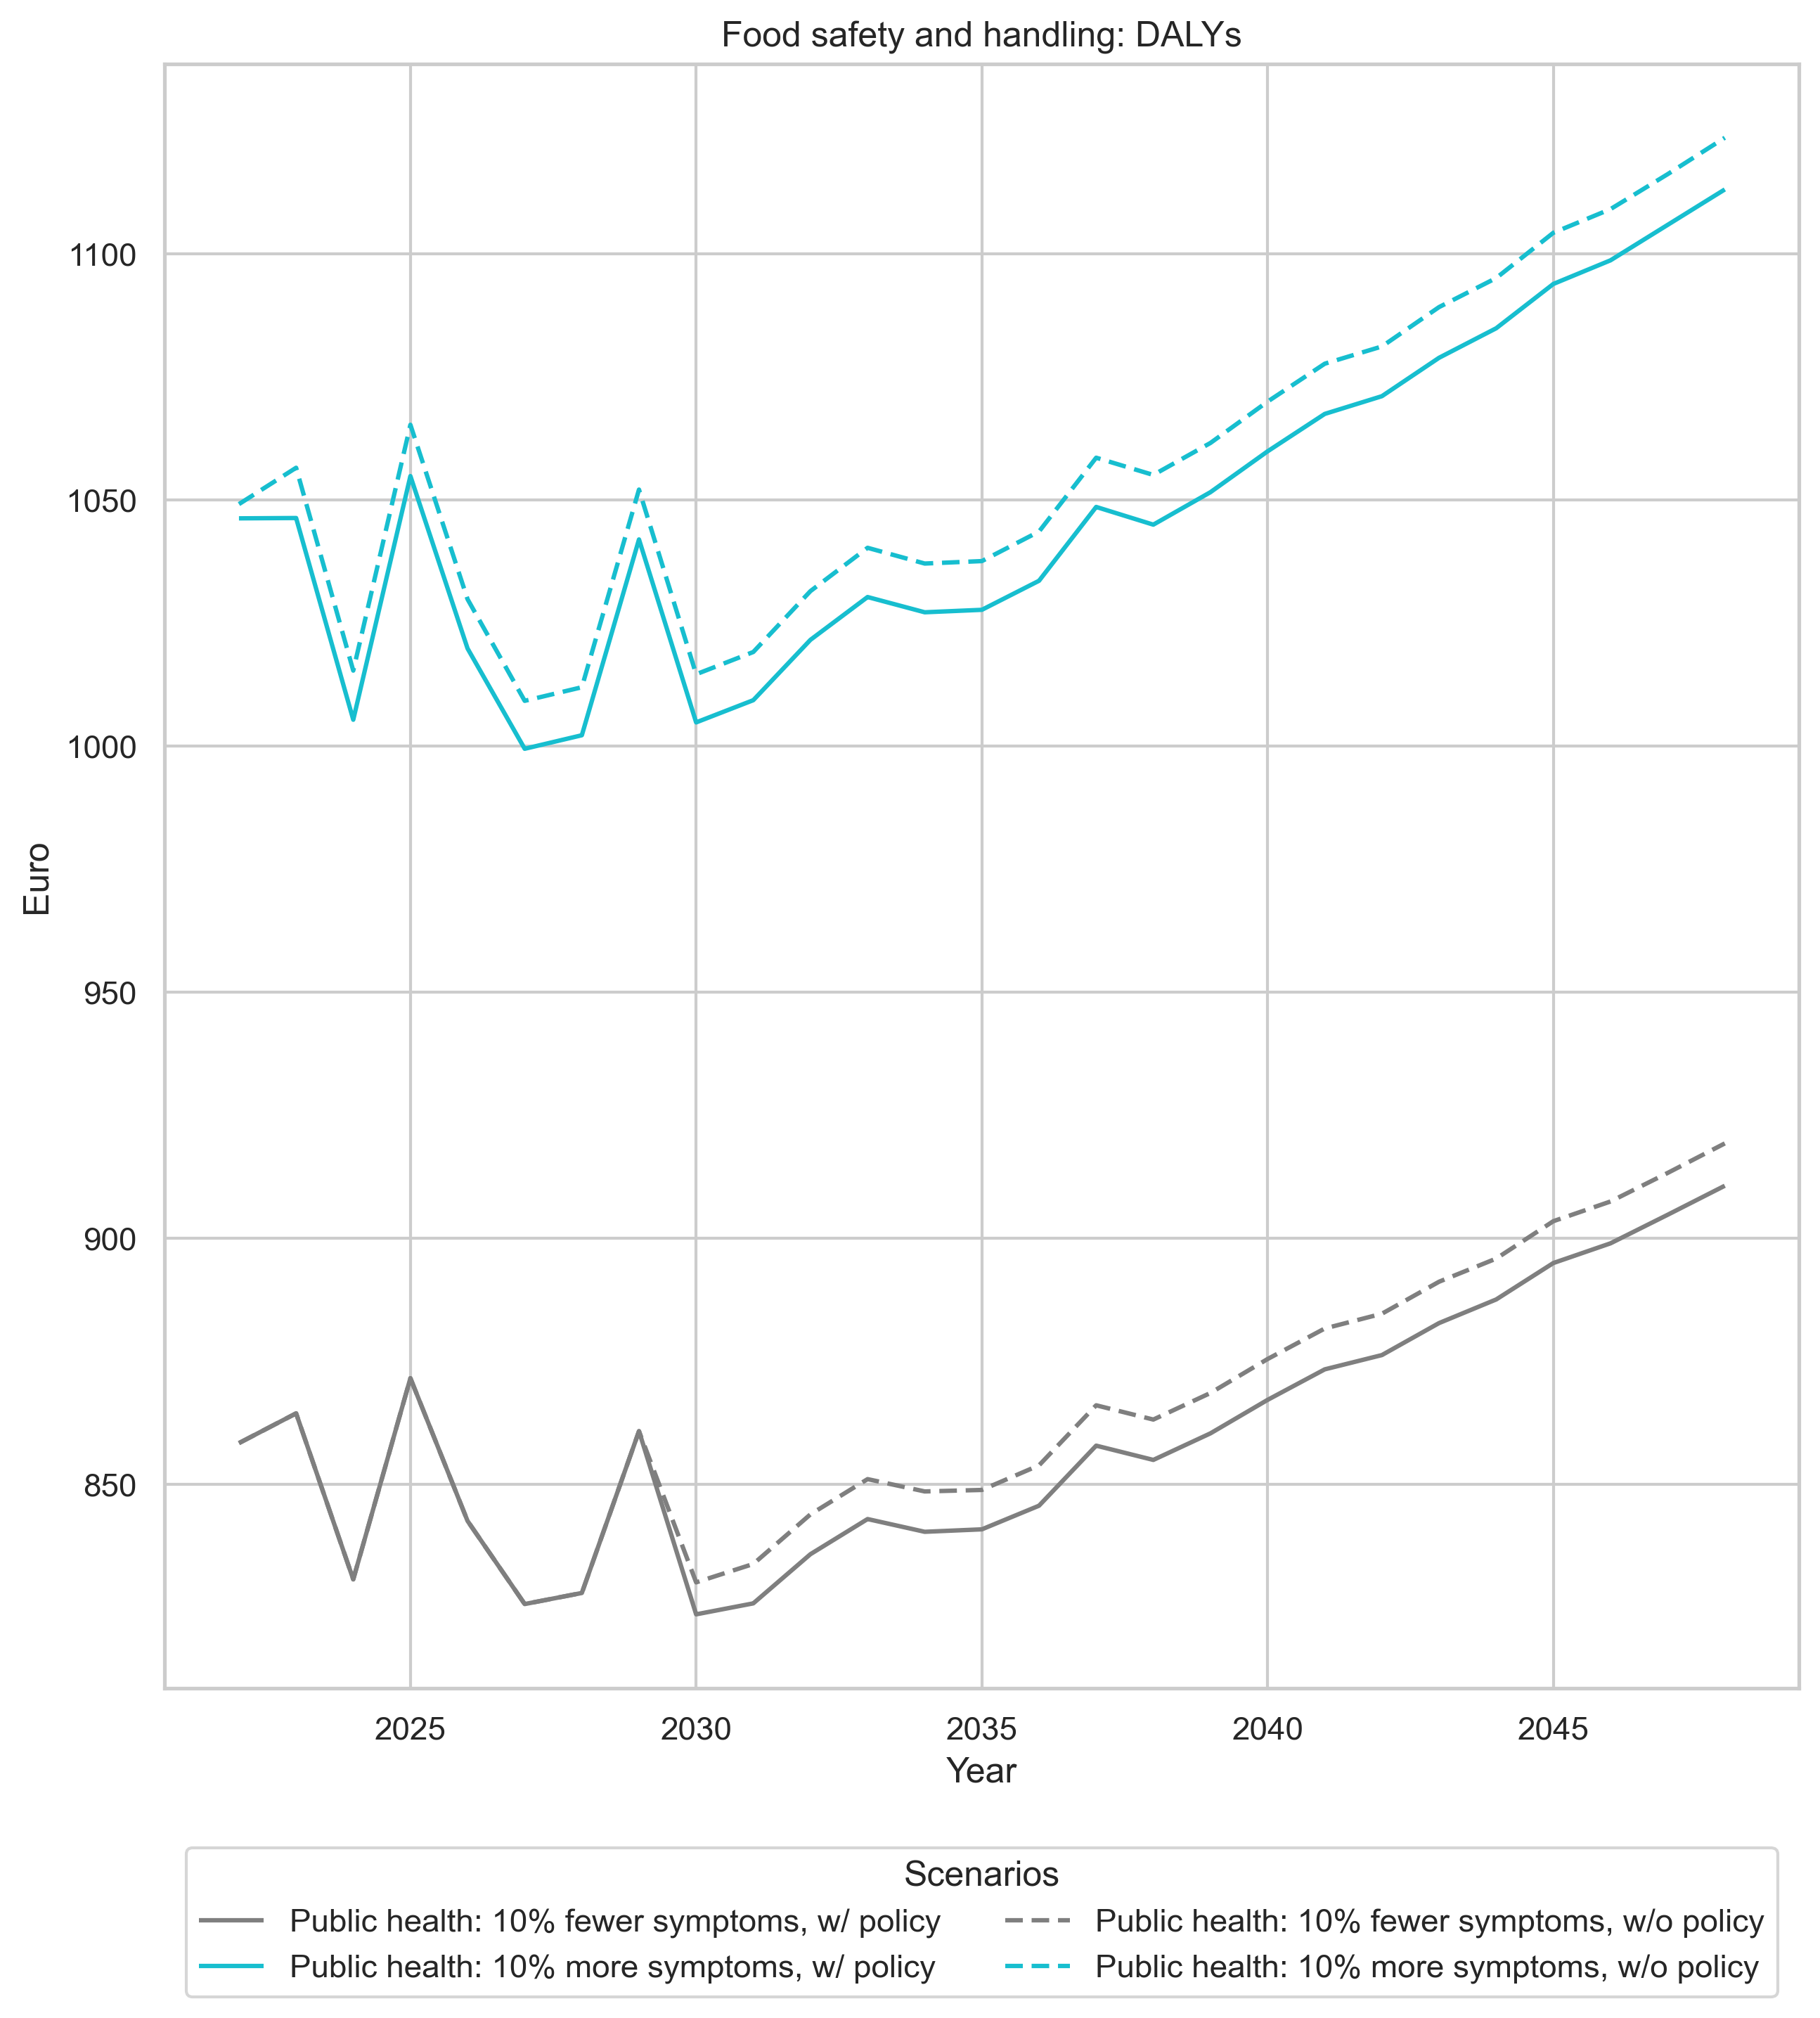 Food safety and handling: DALYs
1100
1050
1000
950
900
850
Euro
2025 2030 2035 2040 2045
Year
Scenarios
Public health: 10% fewer symptoms, w/ policy Public health: 10% fewer symptoms, w/o policy
Public health: 10% more symptoms, w/ policy Public health: 10% more symptoms, w/o policy